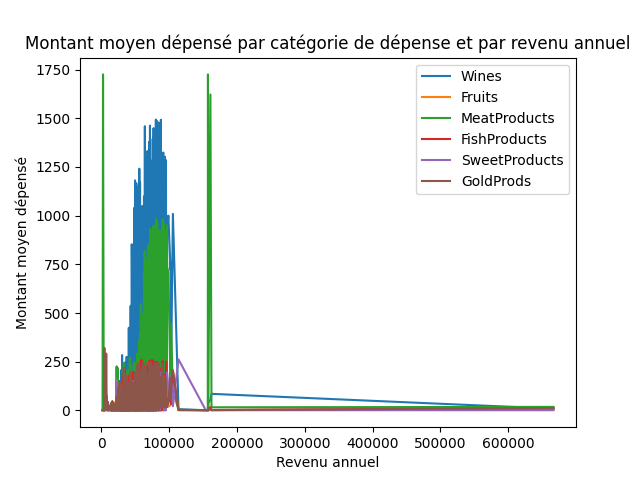 Montant moyen dépensé par catégorie de dépense et par revenu annuel
Montant moyen dépensé
1750
1500
1250
1000
750
500
250
0
Wines
Fruits
MeatProducts
FishProducts
SweetProducts
GoldProds
0 100000 200000 300000 400000 500000 600000
Revenu annuel